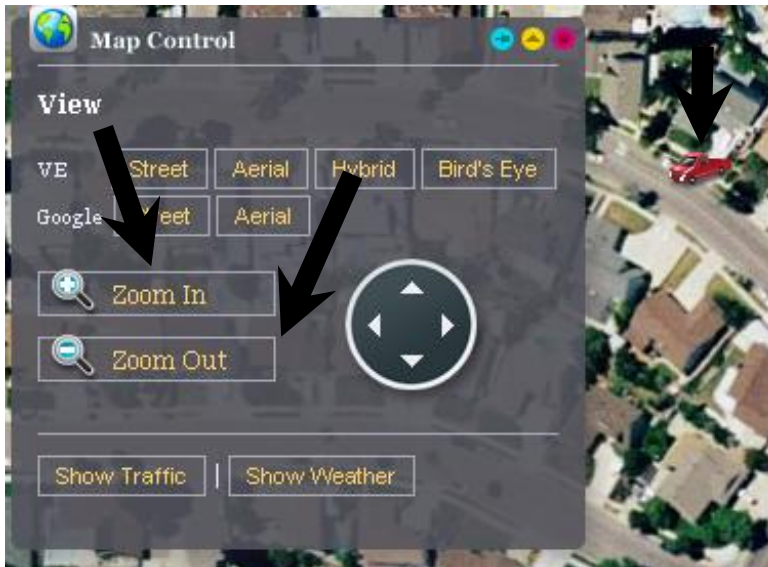 Map Control
View
VE Street Aerial Hybrid Bird's Eye
Google Street Aerial
Zoom In
Zoom Out
Show Traffic | Show Weather